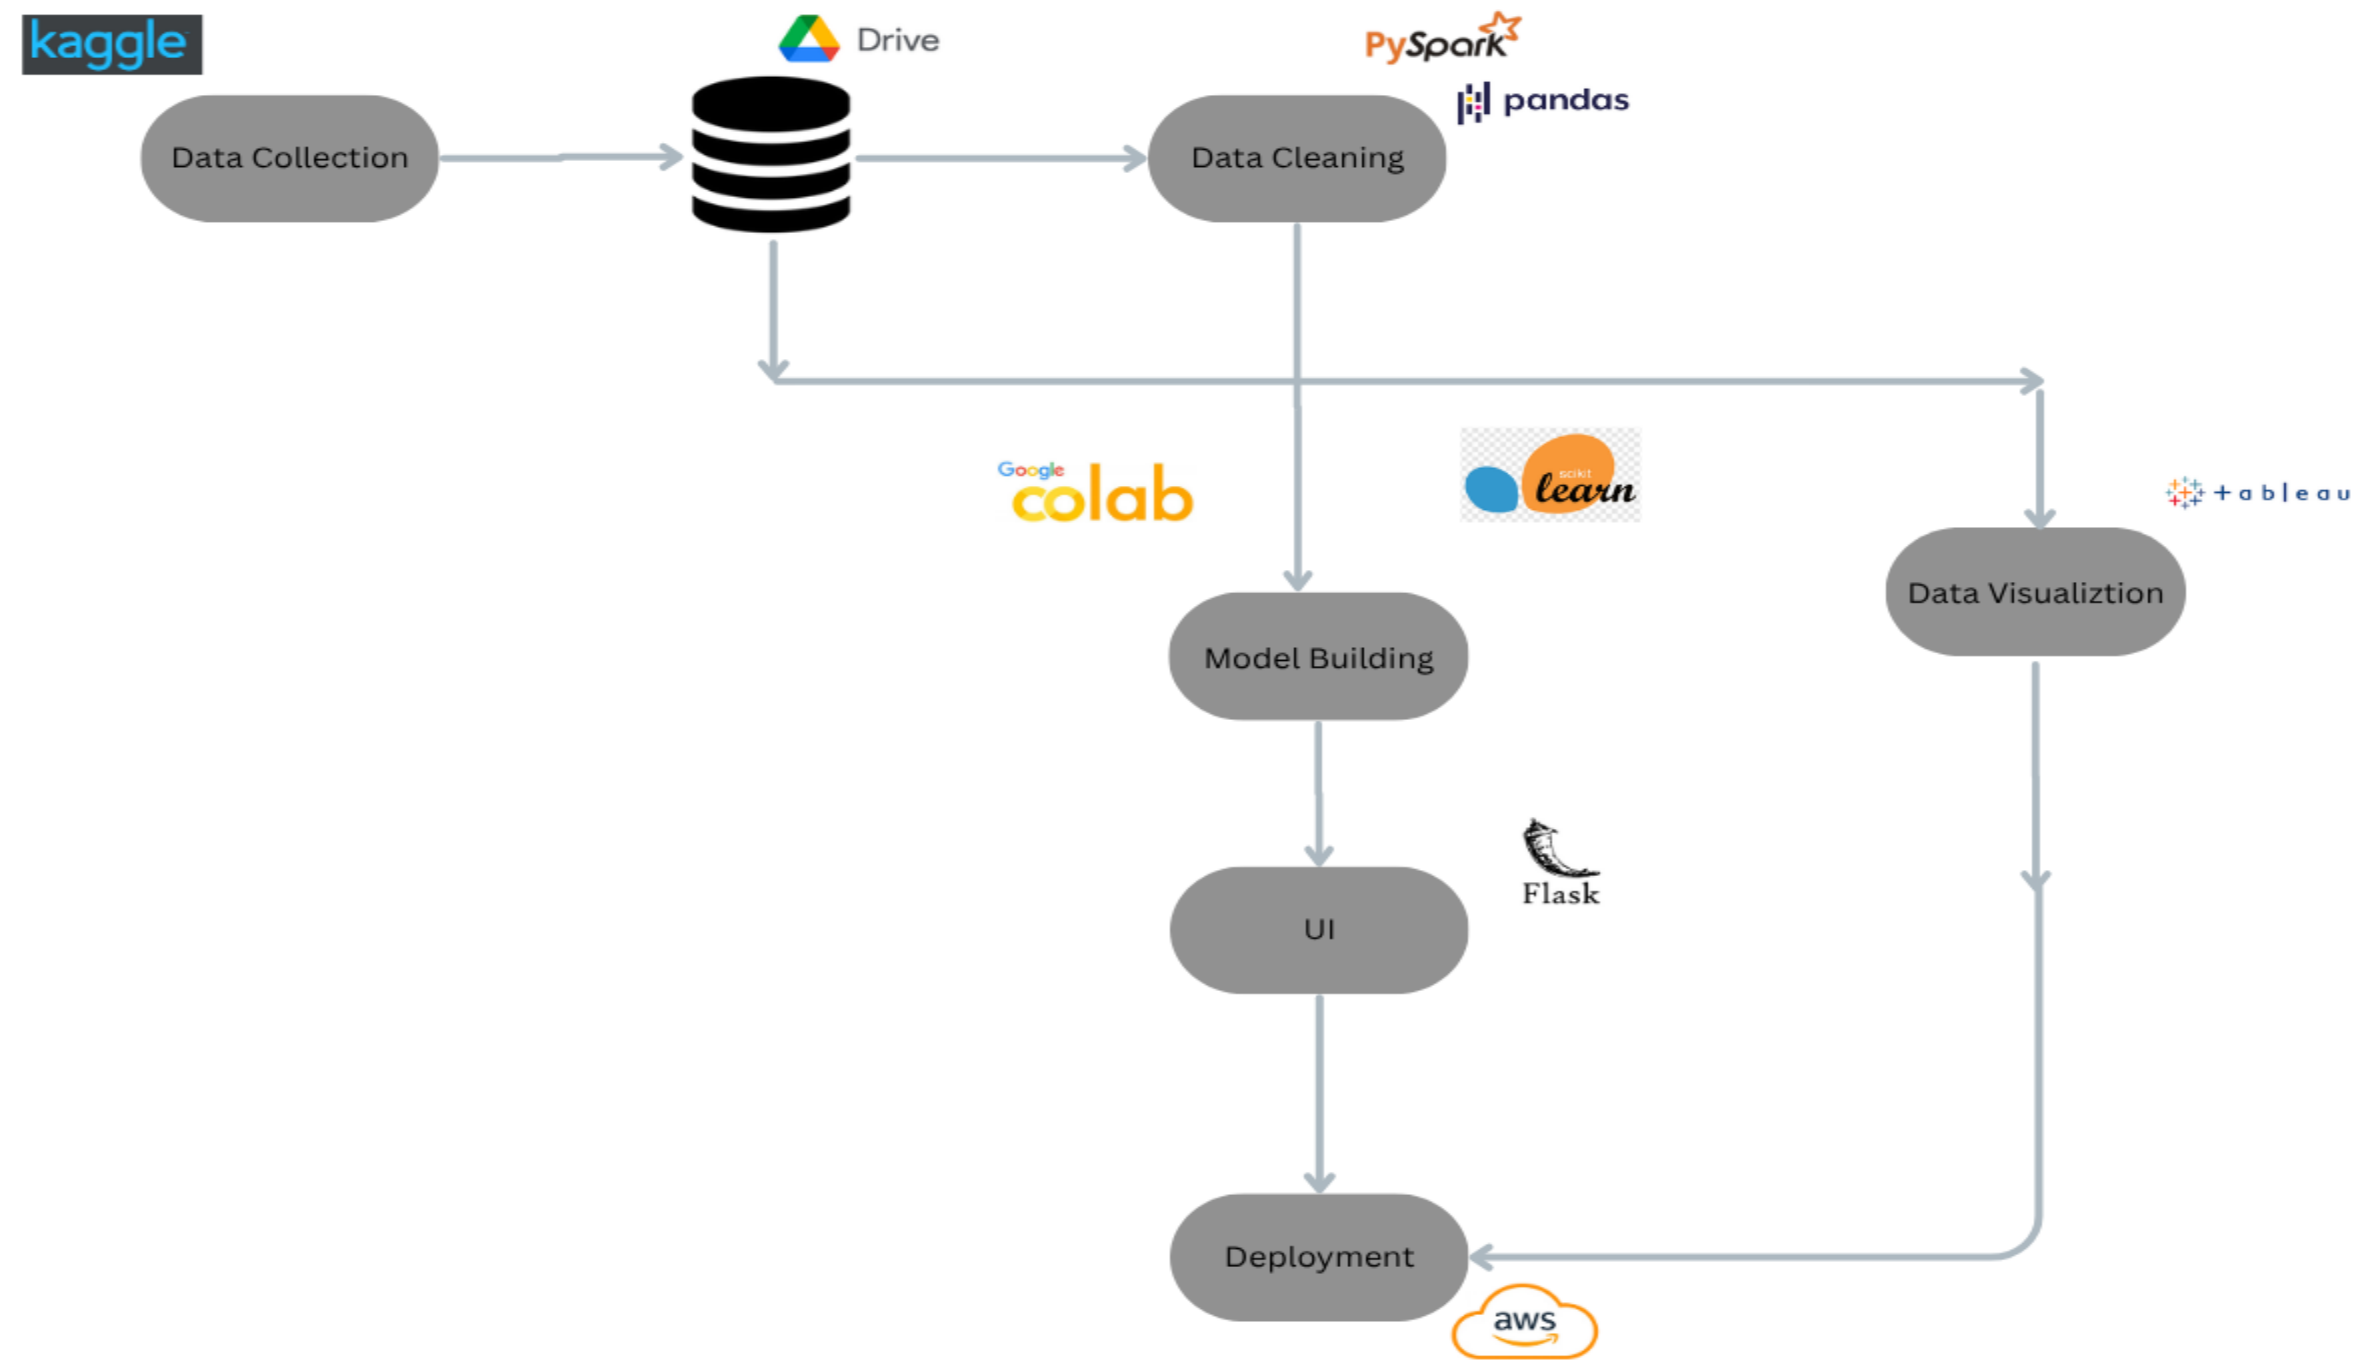 kaggle
Drive
PySpark
pandas
Data Collection
Data Cleaning
Google
colab
scikit
learn
+ableau
Data Visualiztion
Model Building
Flask
UI
Deployment
aws